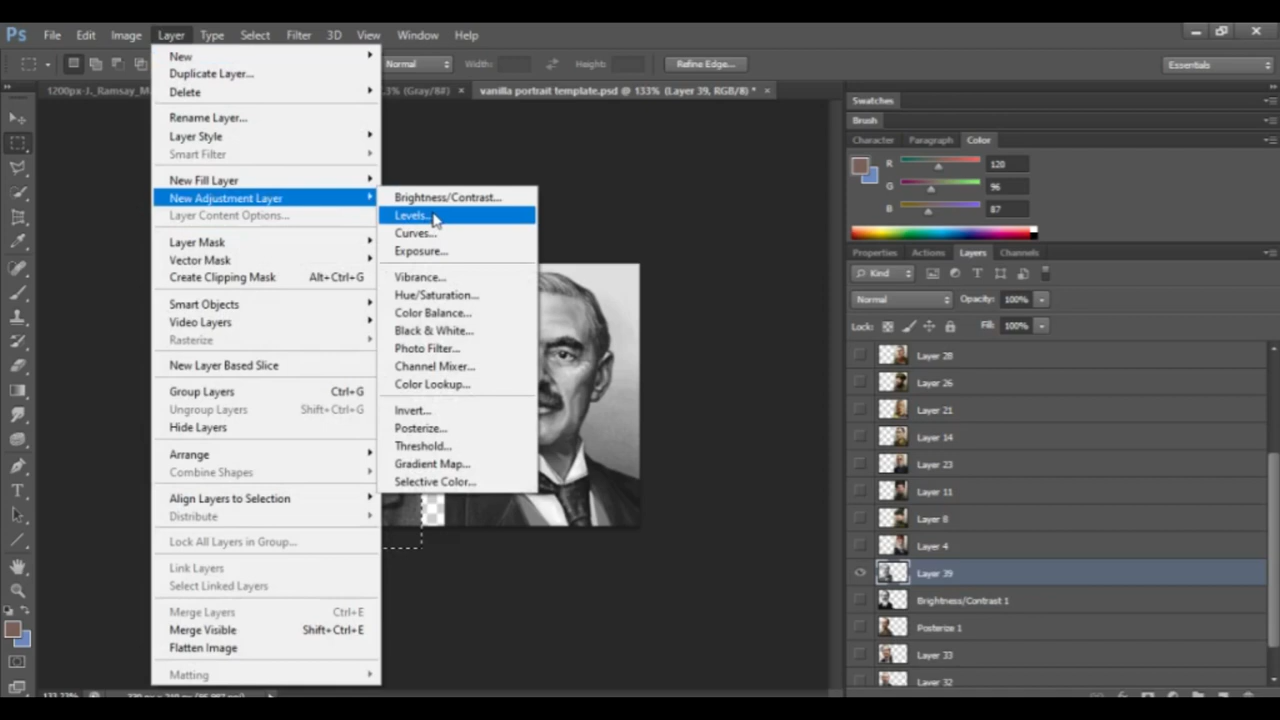 Ps File Edit Image Layer Type Select Filter 3D View Window Help
Normal Width: Height: Refine Edge... Essentials
1200px-J._Ramsay_M .3% (Gray/8#) × vanilla portrait template.psd @ 133% (Layer 39, RGB/8) * ×
New
Duplicate Layer...
Delete
Rename Layer...
Layer Style
Smart Filter
New Fill Layer
New Adjustment Layer
Layer Content Options...
Layer Mask
Vector Mask
Create Clipping Mask Alt+Ctrl+G
Smart Objects
Video Layers
Rasterize
New Layer Based Slice
Group Layers Ctrl+G
Ungroup Layers Shift+Ctrl+G
Hide Layers
Arrange
Combine Shapes
Align Layers to Selection
Distribute
Lock All Layers in Group...
Link Layers
Select Linked Layers
Merge Layers Ctrl+E
Merge Visible Shift+Ctrl+E
Flatten Image
Matting
Brightness/Contrast...
Levels...
Curves...
Exposure...
Vibrance...
Hue/Saturation...
Color Balance...
Black & White...
Photo Filter...
Channel Mixer...
Color Lookup...
Invert...
Posterize...
Threshold...
Gradient Map...
Selective Color...
Swatches
Brush
Character Paragraph Color
R 120
G 96
B 87
Properties Actions Layers Channels
Kind
Normal Opacity: 100%
Lock: Fill: 100%
Layer 28
Layer 26
Layer 21
Layer 14
Layer 23
Layer 11
Layer 8
Layer 4
Layer 39
Brightness/Contrast 1
Posterize 1
Layer 33
Layer 32